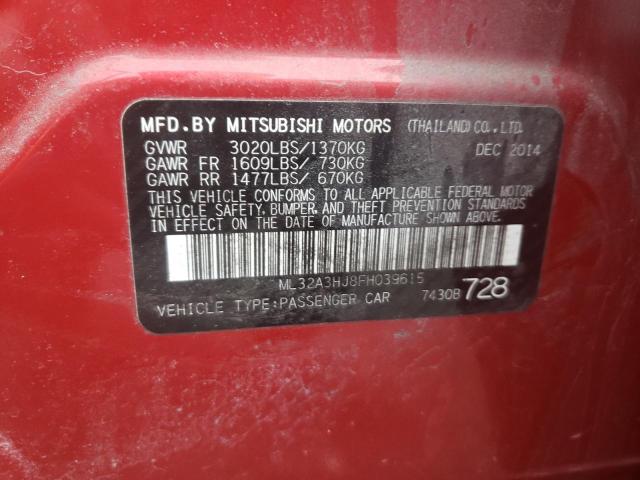 MFD.BY MITSUBISHI MOTORS (THAILAND)CO.,LTD.
GVWR 3020LBS/1370KG DEC 2014
GAWR FR 1609LBS/ 730KG
GAWR RR 1477LBS/ 670KG
THIS VEHICLE CONFORMS TO ALL APPLICABLE FEDERAL MOTOR
VEHICLE SAFETY, BUMPER, AND THEFT PREVENTION STANDARDS
IN EFFECT ON THE DATE OF MANUFACTURE SHOWN ABOVE.
ML32A3HJ8FH039615
VEHICLE TYPE:PASSENGER CAR 7430B 728